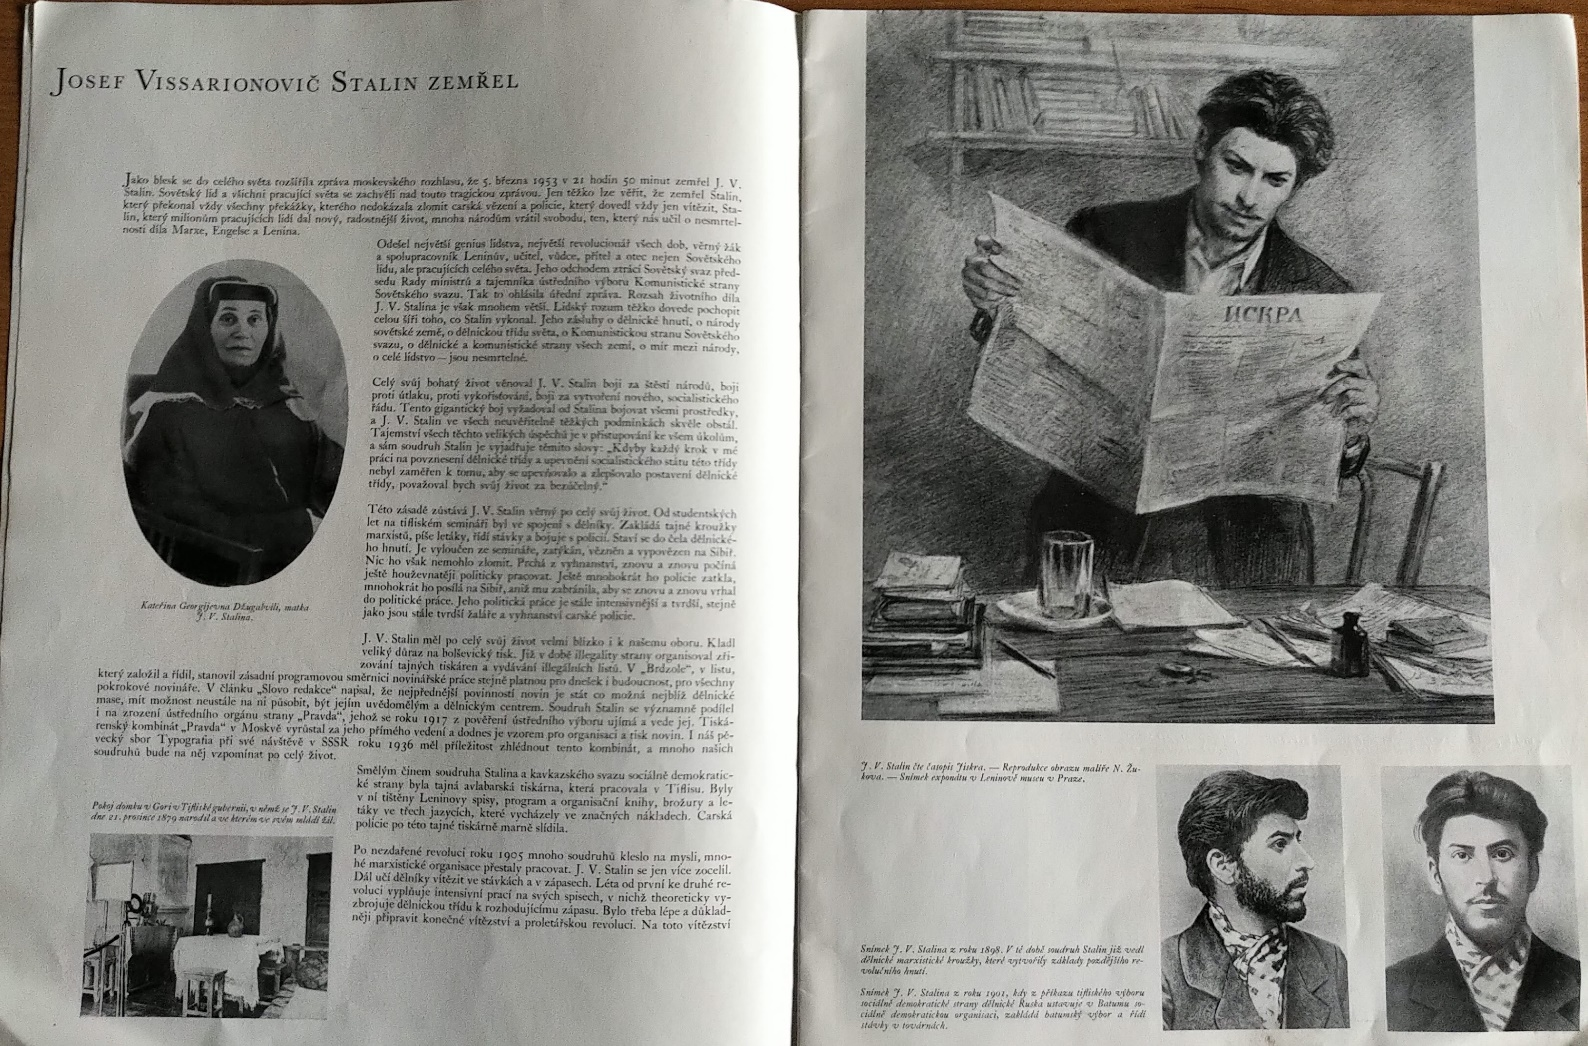 Josef Vissarionovič Stalin zemřel
Jako blesk se do celého světa rozšířila zpráva moskevského rozhlasu, že 5. března 1953 v 21 hodin 50 minut zemřel J. V.
Stalin. Sovětský lid a všichni pracující světa se zachvěli nad touto tragickou zprávou. Jen těžko lze věřit, že zemřel Stalin,
který překonal vždy všechny překážky, kterého nedokázala zlomit carská vězení a policie, který dovedl vždy jen vítězit, Sta-
lin, který milionům pracujících lidí dal nový, radostnější život, mnoha národům vrátil svobodu, ten, který nás učil o nesmrtel-
nosti díla Marxe, Engelse a Lenina.
Odešel největší genius lidstva, největší revolucionář všech dob, věrný žák
a spolupracovník Leninův, učitel, vůdce, přítel a otec nejen Sovětského
lidu, ale pracujících celého světa. Jeho odchodem ztrácí Sovětský svaz před-
sedu Rady ministrů a tajemníka ústředního výboru Komunistické strany
Sovětského svazu. Tak to ohlásila úřední zpráva. Rozsah životního díla
J. V. Stalina je však mnohem větší. Lidský rozum těžko dovede pochopit
celou šíři toho, co Stalin vykonal. Jeho zásluhy o dělnické hnutí, o národy
sovětské země, o dělnickou třídu světa, o Komunistickou stranu Sovětského
svazu, o dělnické a komunistické strany všech zemí, o mír mezi národy,
o celé lidstvo — jsou nesmrtelné.
Celý svůj bohatý život věnoval J. V. Stalin boji za štěstí národů, boji
proti útlaku, proti vykořisťování, boji za vytvoření nového, socialistického
řádu. Tento gigantický boj vyžadoval od Stalina bojovat všemi prostředky,
a J. V. Stalin ve všech neuvěřitelně těžkých podmínkách skvěle obstál.
Tajemství všech těchto velikých úspěchů je v přistupování ke všem úkolům,
a sám soudruh Stalin je vyjadřuje těmito slovy: „Kdyby každý krok v mé
práci na povznesení dělnické třídy a upevnění socialistického státu této třídy
nebyl zaměřen k tomu, aby se upevňovalo a zlepšovalo postavení dělnické
třídy, považoval bych svůj život za bezúčelný."
Této zásadě zůstává J. V. Stalin věrný po celý svůj život. Od studentských
let na tifliském semináři byl ve spojení s dělníky. Zakládá tajné kroužky
marxistů, píše letáky, řídí stávky a bojuje s policií. Staví se do čela dělnické-
ho hnutí. Je vyloučen ze semináře, zatýkán, vězněn a vypovězen na Sibiř.
Nic ho však nemohlo zlomit. Prchá z vyhnanství, znovu a znovu počíná
ještě houževnatěji politicky pracovat. Ještě mnohokrát ho policie zatkla,
mnohokrát ho posílá na Sibiř, aniž mu zabránila, aby se znovu a znovu vrhal
do politické práce. Jeho politická práce je stále intensivnější a tvrdší, stejně
jako jsou stále tvrdší žaláře a vyhnanství carské policie.
Kateřina Georgijevna Džugašvili, matka
J. V. Stalina.
J. V. Stalin měl po celý svůj život velmi blízko i k našemu oboru. Kladl
veliký důraz na bolševický tisk. Již v době illegality strany organisoval zři-
zování tajných tiskáren a vydávání illegálních listů. V „Brdzole", v listu,
který založil a řídil, stanovil zásadní programovou směrnici novinářské práce stejně platnou pro dnešek i budoucnost, pro všechny
pokrokové novináře. V článku „Slovo redakce" napsal, že nejpřednější povinností novin je stát co možná nejblíž dělnické
mase, mít možnost neustále na ni působit, být jejím uvědomělým a dělnickým centrem. Soudruh Stalin se významně podílel
i na zrození ústředního orgánu strany „Pravda", jehož se roku 1917 z pověření ústředního výboru ujímá a vede jej. Tiská-
renský kombinát „Pravda" v Moskvě vyrůstal za jeho přímého vedení a dodnes je vzorem pro organisaci a tisk novin. I náš pě-
vecký sbor Typografia při své návštěvě v SSSR roku 1936 měl příležitost zhlédnout tento kombinát, a mnoho našich
soudruhů bude na něj vzpomínat po celý život.
Smělým činem soudruha Stalina a kavkazského svazu sociálně demokratic-
ké strany byla tajná avlabarská tiskárna, která pracovala v Tiflisu. Byly
v ní tištěny Leninovy spisy, program a organisační knihy, brožury a le-
táky ve třech jazycích, které vycházely ve značných nákladech. Carská
policie po této tajné tiskárně marně slídila.
Pokoj domku v Gori v Tifliské gubernii, v němž se J. V. Stalin
dne 21. prosince 1879 narodil a ve kterém ve svém mládí žil.
Po nezdařené revoluci roku 1905 mnoho soudruhů kleslo na mysli, mno-
hé marxistické organisace přestaly pracovat. J. V. Stalin se jen více zocelil.
Dál učí dělníky vítězit ve stávkách a v zápasech. Léta od první ke druhé re-
voluci vyplňuje intensivní prací na svých spisech, v nichž theoreticky vy-
zbrojuje dělnickou třídu k rozhodujícímu zápasu. Bylo třeba lépe a důklad-
něji připravit konečné vítězství a proletářskou revoluci. Na toto vítězství
ИСКРА
J. V. Stalin čte časopis Jiskra. — Reprodukce obrazu malíře N. Žu-
kova. — Snímek exponátu v Leninově museu v Praze.
Snímek J. V. Stalina z roku 1898. V té době soudruh Stalin již vedl
dělnické marxistické kroužky, které vytvořily základy pozdějšího re-
volučního hnutí.
Snímek J. V. Stalina z roku 1901, kdy z příkazu tifliského výboru
sociálně demokratické strany dělnické Ruska ustavuje v Batumu so-
ciálně demokratickou organisaci, zakládá batumský výbor a řídí
stávky v továrnách.